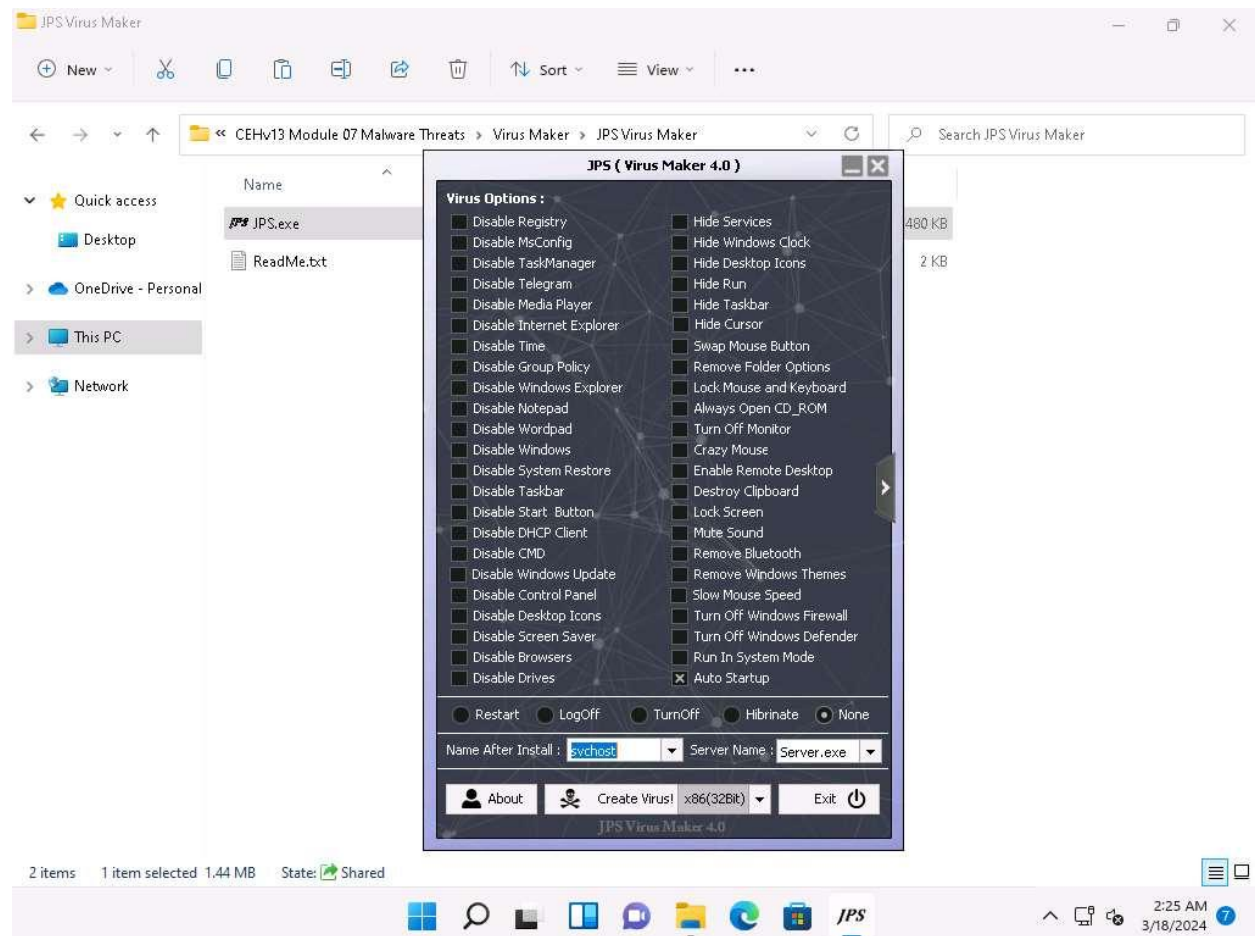 JPS Virus Maker
New
Sort
View
« CEHv13 Module 07 Malware Threats > Virus Maker > JPS Virus Maker
Search JPS Virus Maker
Quick access
Desktop
OneDrive - Personal
This PC
Network
Name
JPS JPS.exe
480 KB
ReadMe.txt
2 KB
JPS ( Virus Maker 4.0 )
Virus Options :
Disable Registry
Disable MsConfig
Disable TaskManager
Disable Telegram
Disable Media Player
Disable Internet Explorer
Disable Time
Disable Group Policy
Disable Windows Explorer
Disable Notepad
Disable Wordpad
Disable Windows
Disable System Restore
Disable Taskbar
Disable Start Button
Disable DHCP Client
Disable CMD
Disable Windows Update
Disable Control Panel
Disable Desktop Icons
Disable Screen Saver
Disable Browsers
Disable Drives
Hide Services
Hide Windows Clock
Hide Desktop Icons
Hide Run
Hide Taskbar
Hide Cursor
Swap Mouse Button
Remove Folder Options
Lock Mouse and Keyboard
Always Open CD_ROM
Turn Off Monitor
Crazy Mouse
Enable Remote Desktop
Destroy Clipboard
Lock Screen
Mute Sound
Remove Bluetooth
Remove Windows Themes
Slow Mouse Speed
Turn Off Windows Firewall
Turn Off Windows Defender
Run In System Mode
Auto Startup
Restart LogOff TurnOff Hibrinate None
Name After Install : svchost Server Name : Server.exe
About Create Virus! x86(32Bit) Exit
JPS Virus Maker 4.0
2 items 1 item selected 1.44 MB State: Shared
JPS
2:25 AM
3/18/2024
7